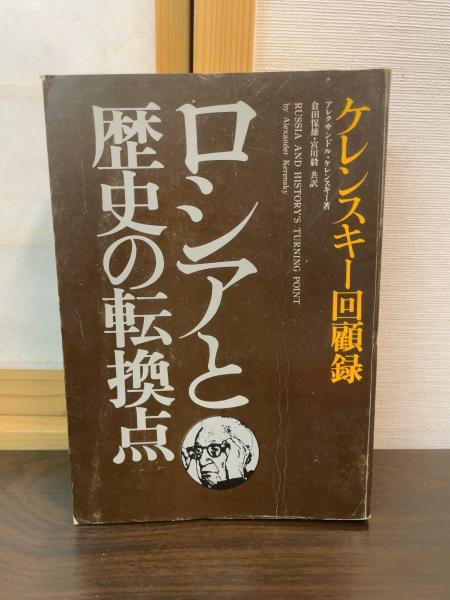 ケレンスキー回顧録
アレクサンドル・ケレンスキー著
倉田保雄・宮川毅 共訳
RUSSIA AND HISTORY'S TURNING POINT
by Alexander Kerensky
ロシアと
歴史の転換点